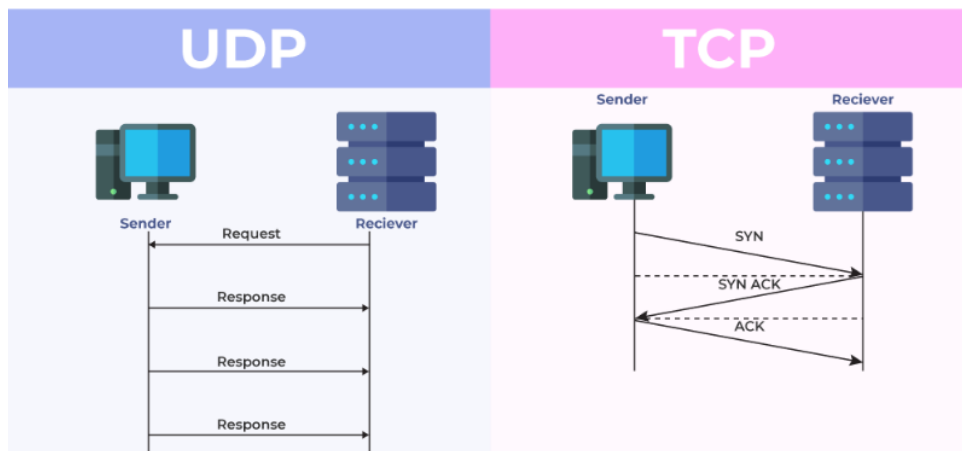 UDP
Sender
Reciever
Request
Response
Response
Response
TCP
Sender
Reciever
SYN
SYN ACK
ACK